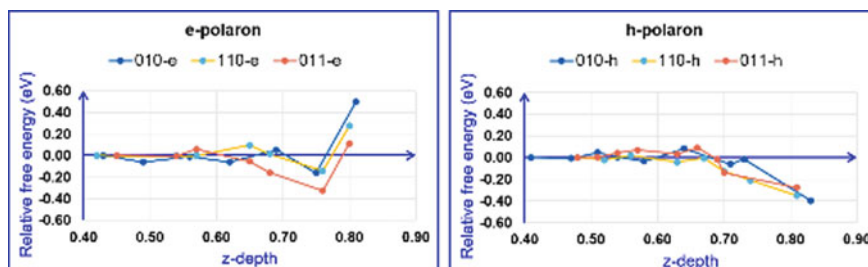 e-polaron
010-e 110-e 011-e
Relative free energy (eV)
0.60
0.40
0.20
0.00
-0.20
-0.40
-0.60
0.40 0.50 0.60 0.70 0.80 0.90
z-depth
h-polaron
010-h 110-h 011-h
Relative free energy (eV)
0.60
0.40
0.20
0.00
-0.20
-0.40
-0.60
0.40 0.50 0.60 0.70 0.80 0.90
z-depth